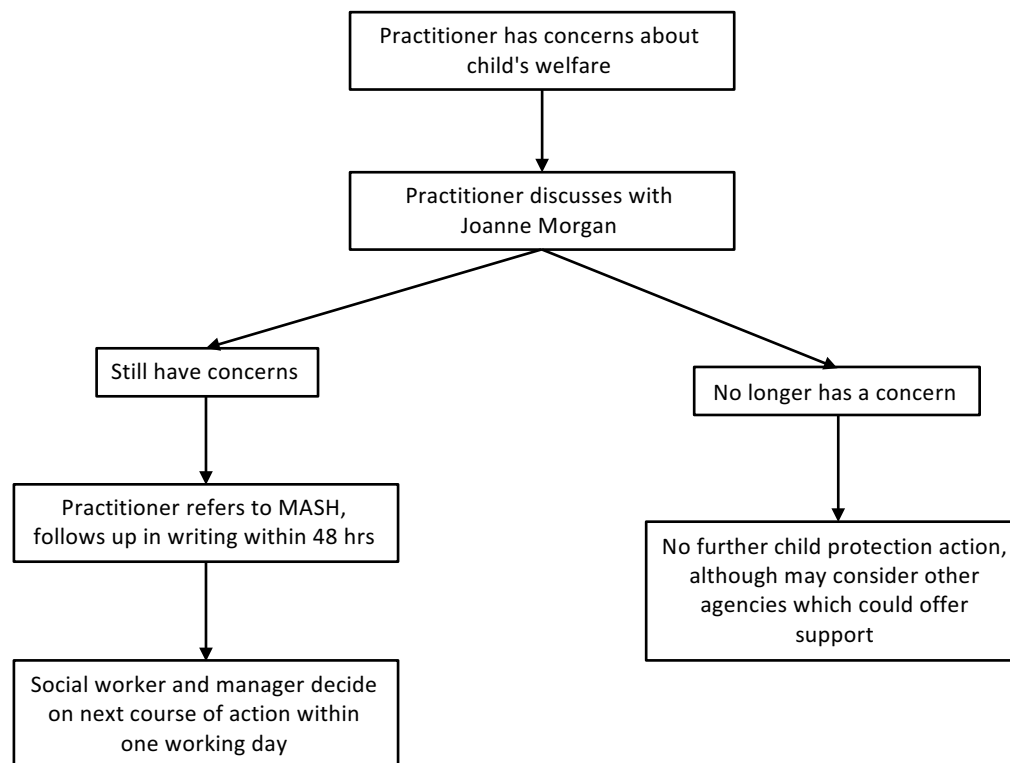 Practitioner has concerns about
child's welfare
Practitioner discusses with
Joanne Morgan
Still have concerns
No longer has a concern
Practitioner refers to MASH,
follows up in writing within 48 hrs
No further child protection action,
although may consider other
agencies which could offer
support
Social worker and manager decide
on next course of action within
one working day